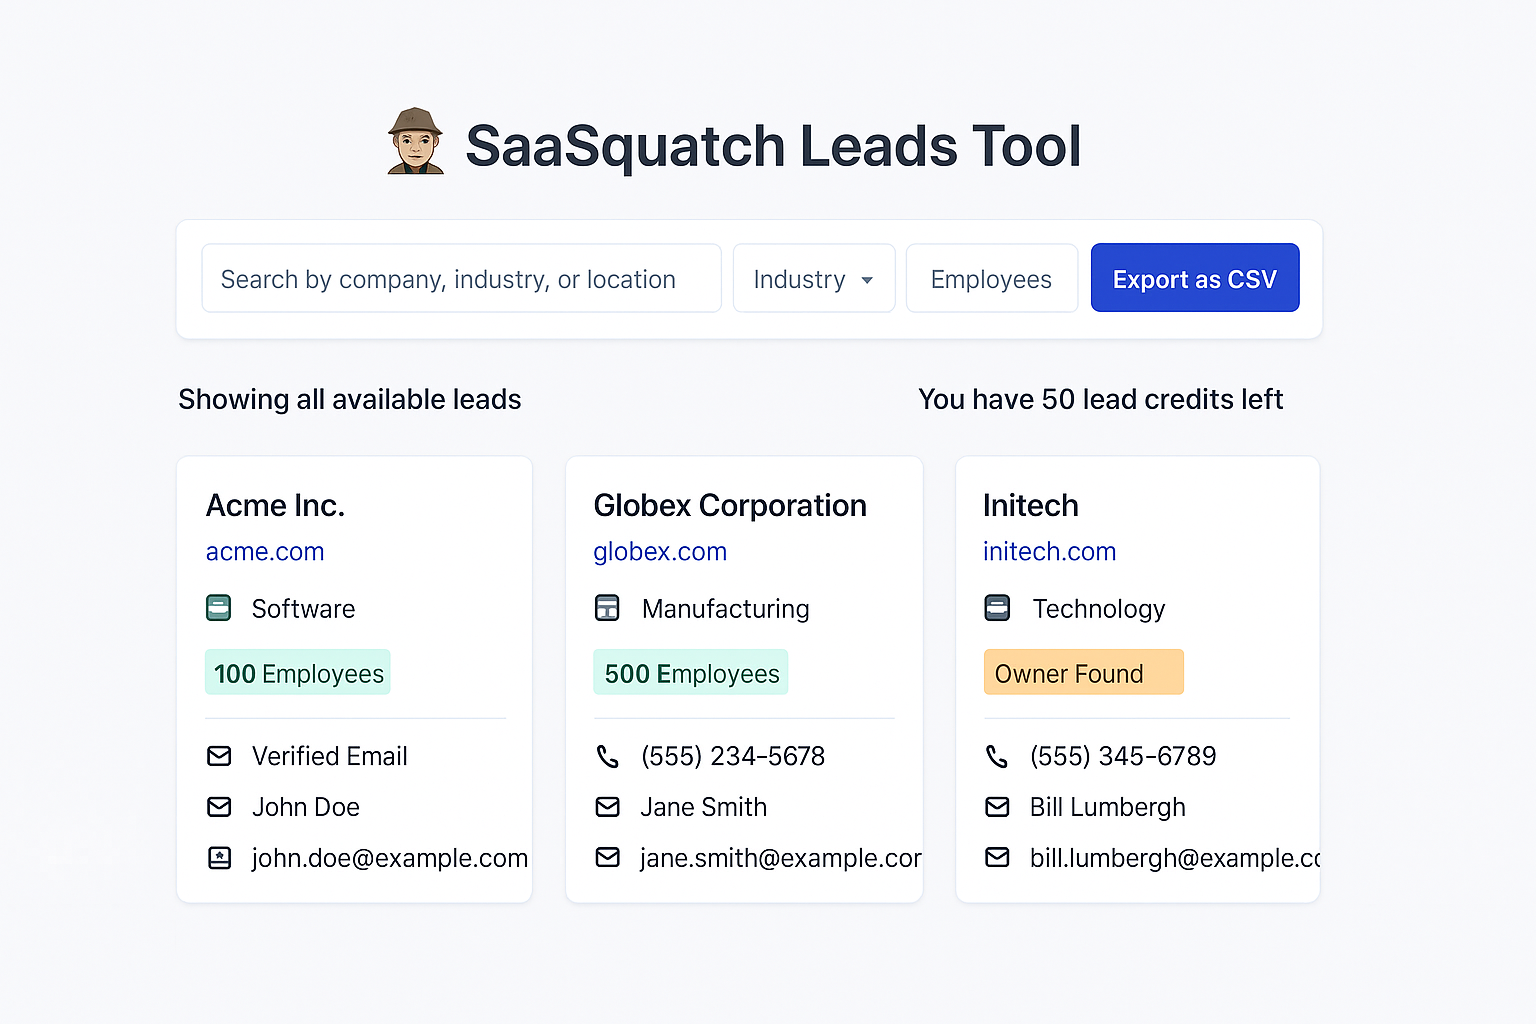 SaaSquatch Leads Tool
Search by company, industry, or location
Industry
Employees
Export as CSV
Showing all available leads
You have 50 lead credits left
Acme Inc.
acme.com
Software
100 Employees
Verified Email
John Doe
john.doe@example.com
Globex Corporation
globex.com
Manufacturing
500 Employees
(555) 234-5678
Jane Smith
jane.smith@example.cor
Initech
initech.com
Technology
Owner Found
(555) 345-6789
Bill Lumbergh
bill.lumbergh@example.c